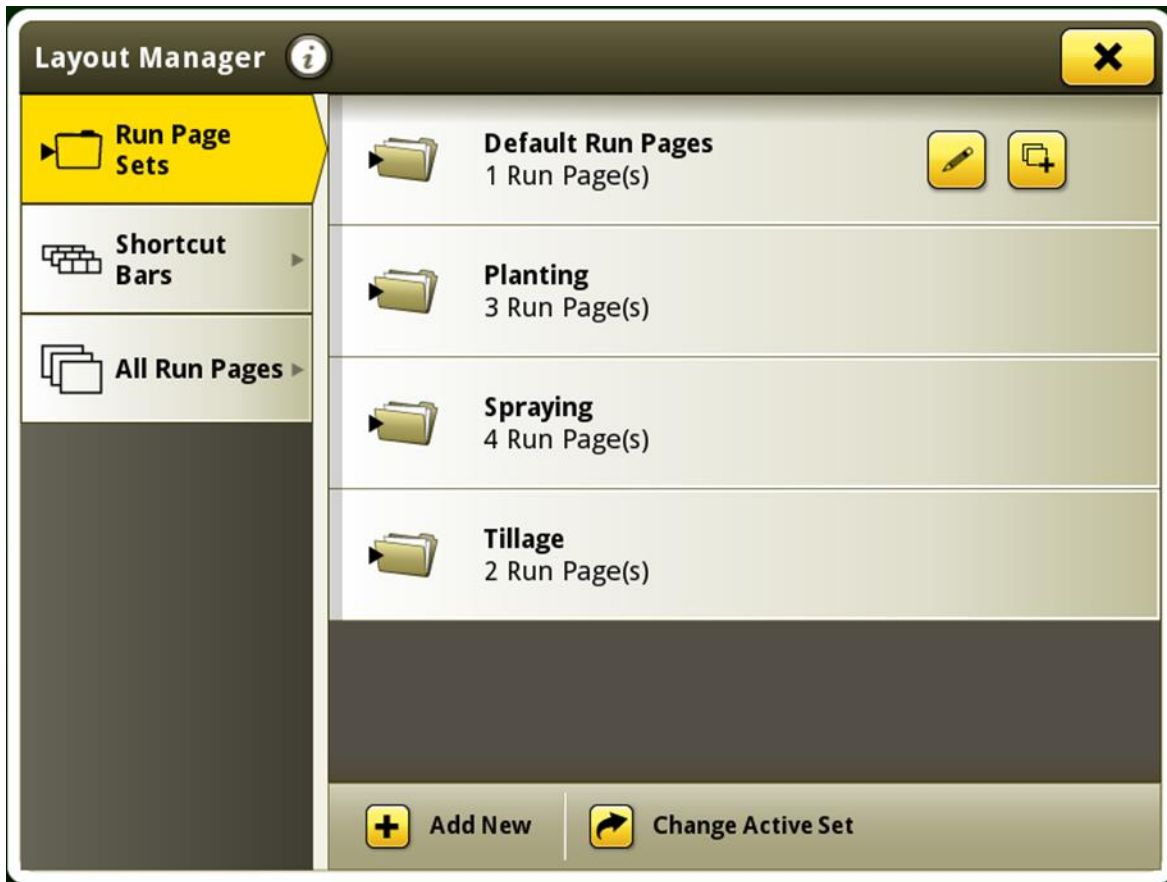 Layout Manager
Run Page
Sets
Shortcut
Bars
All Run Pages
Default Run Pages
1 Run Page(s)
Planting
3 Run Page(s)
Spraying
4 Run Page(s)
Tillage
2 Run Page(s)
Add New
Change Active Set